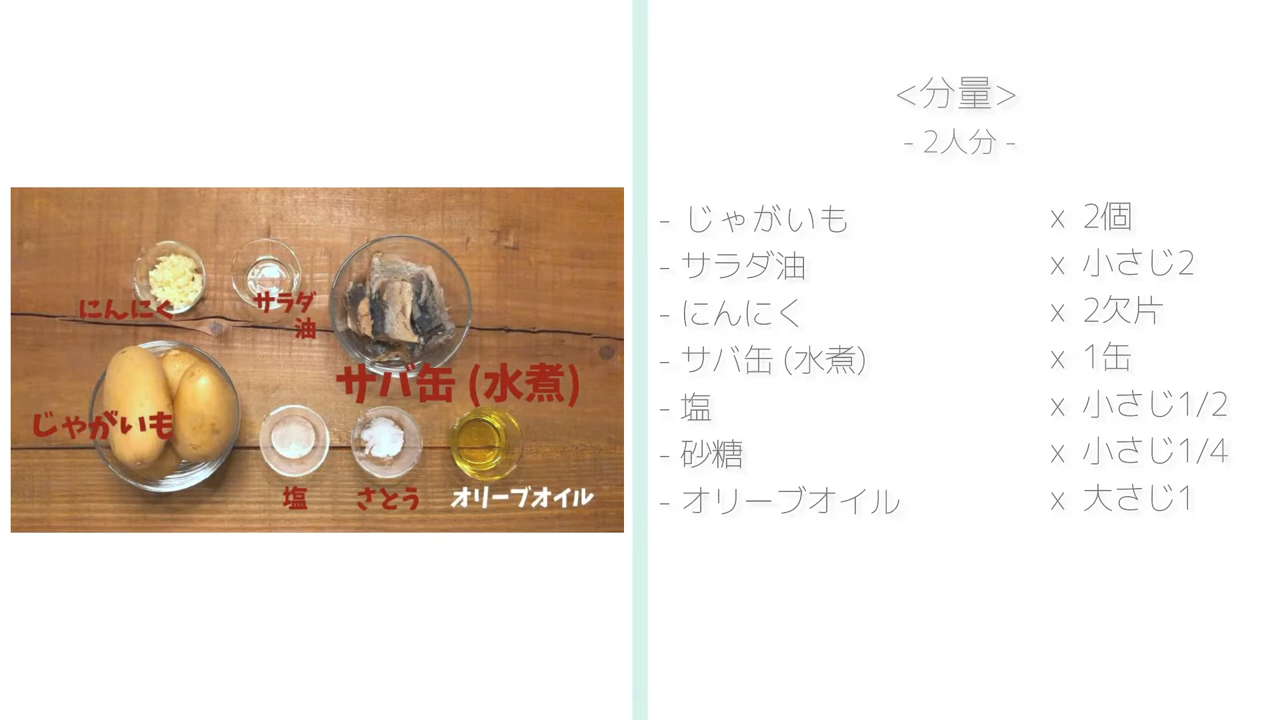 にんにく
サラダ
油
サバ缶 (水煮)
じゃがいも
塩
さとう
オリーブオイル
<分量>
- 2人分 -
- じゃがいも x 2個
- サラダ油 x 小さじ2
- にんにく x 2欠片
- サバ缶 (水煮) x 1缶
- 塩 x 小さじ1/2
- 砂糖 x 小さじ1/4
- オリーブオイル x 大さじ1